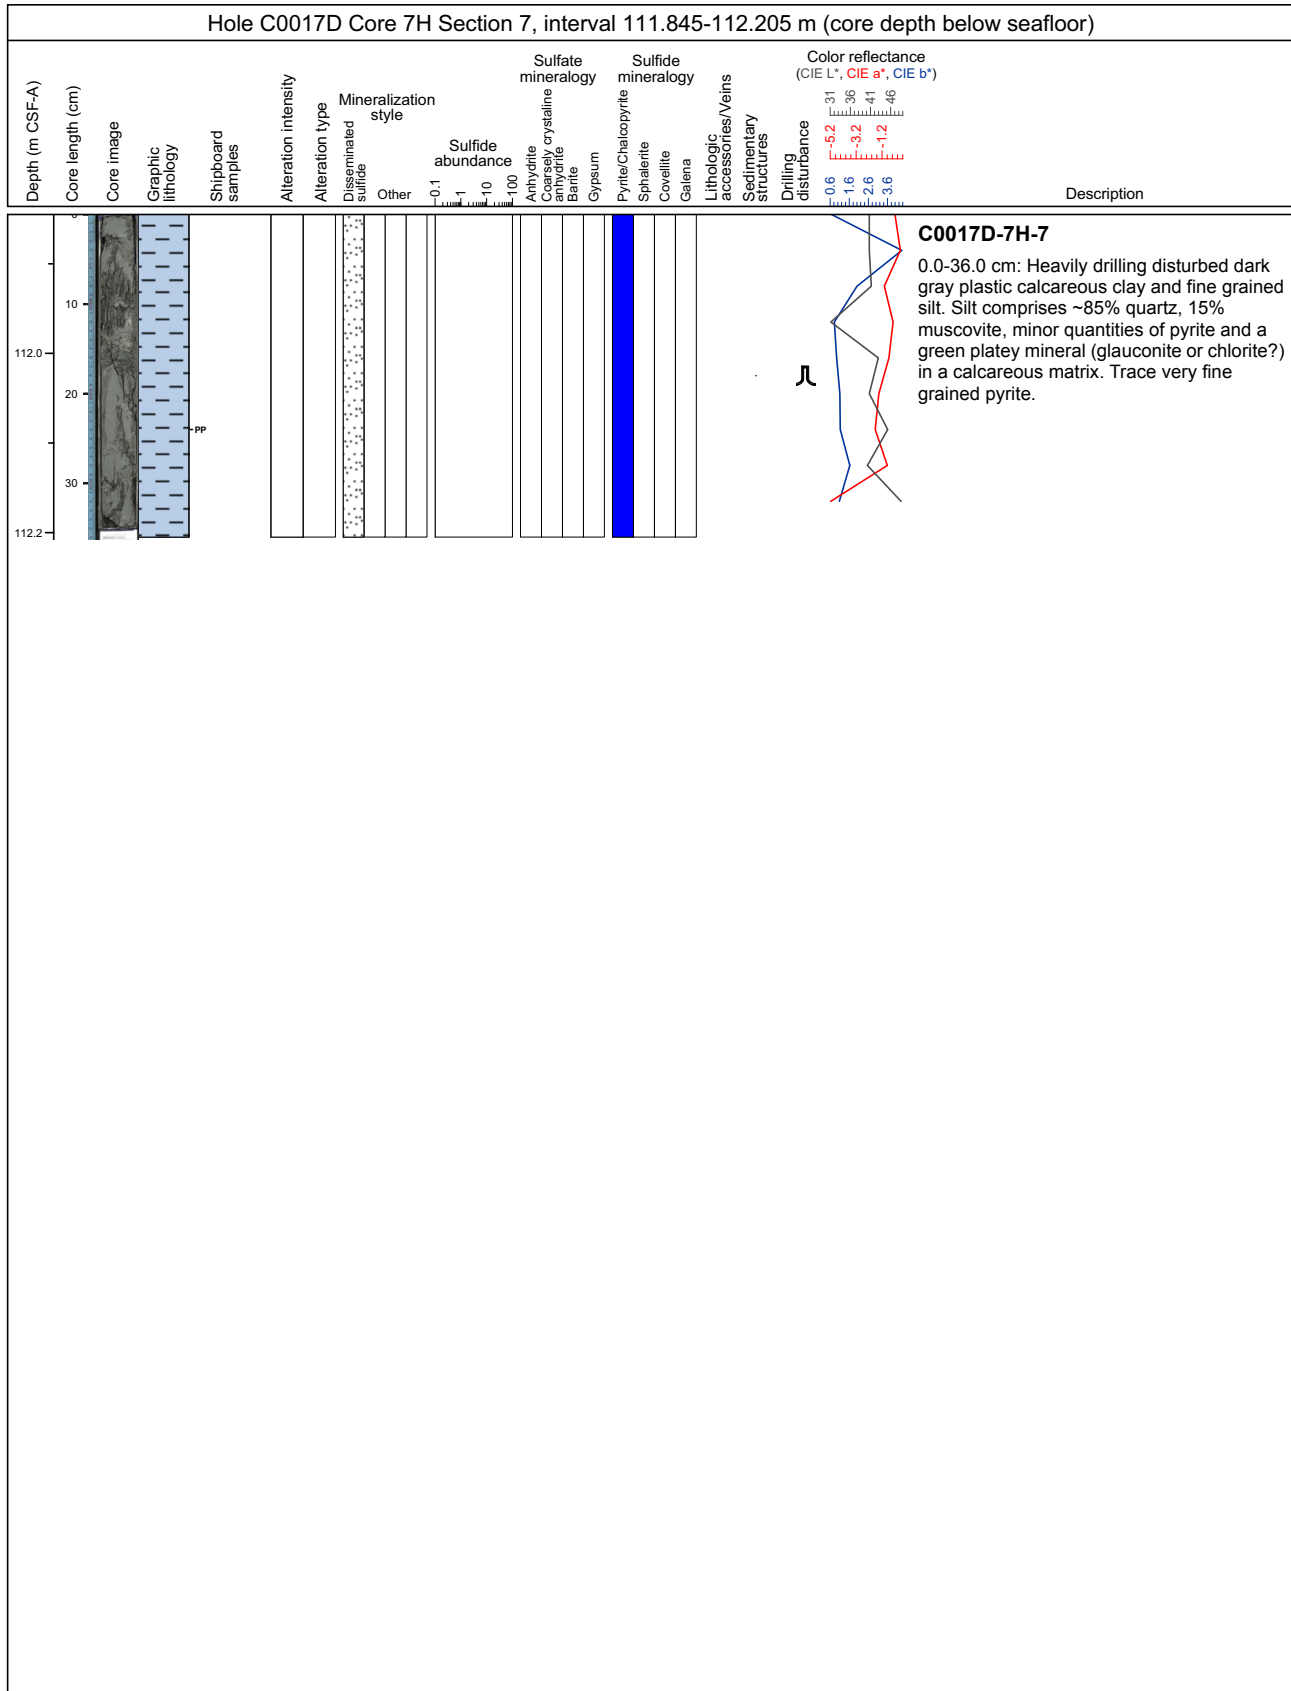 Hole C0017D Core 7H Section 7, interval 111.845-112.205 m (core depth below seafloor)
Depth (m CSF-A)
Core length (cm)
Core image
Graphic
lithology
Shipboard
samples
Alteration intensity
Alteration type
Mineralization
style
Disseminated
sulfide
Other
Sulfide
abundance
0.1
1
10
100
Sulfate
mineralogy
Anhydrite
Coarsely crystaline
anhydrite
Barite
Gypsum
Sulfide
mineralogy
Pyrite/Chalcopyrite
Sphalerite
Covellite
Galena
Lithologic
accessories/Veins
Sedimentary
structures
Drilling
disturbance
Color reflectance
(CIE L*, CIE a*, CIE b*)
31 36 41 46
-5.2 -3.2 -1.2
0.6 1.6 2.6 3.6
Description
0
10
112.0
20
PP
30
112.2
C0017D-7H-7
0.0-36.0 cm: Heavily drilling disturbed dark
gray plastic calcareous clay and fine grained
silt. Silt comprises ~85% quartz, 15%
muscovite, minor quantities of pyrite and a
green platey mineral (glauconite or chlorite?)
in a calcareous matrix. Trace very fine
grained pyrite.